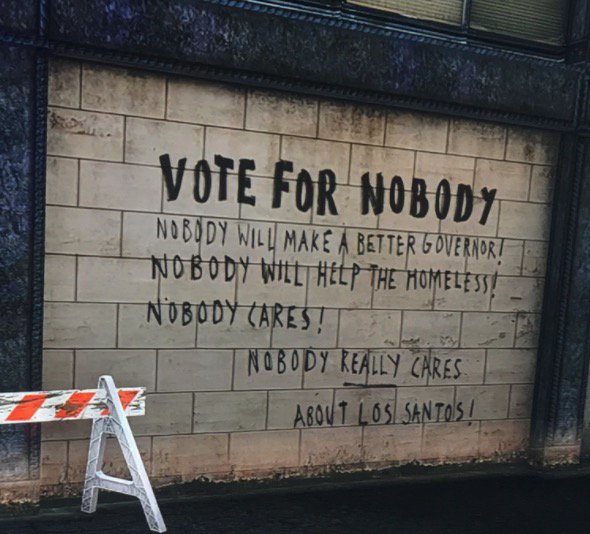 VOTE FOR NOBODY
NOBODY WILL MAKE A BETTER GOVERNOR!
NOBODY WILL HELP THE HOMELESS!
NOBODY CARES!
NOBODY REALLY CARES
ABOUT LOS SANTOS!